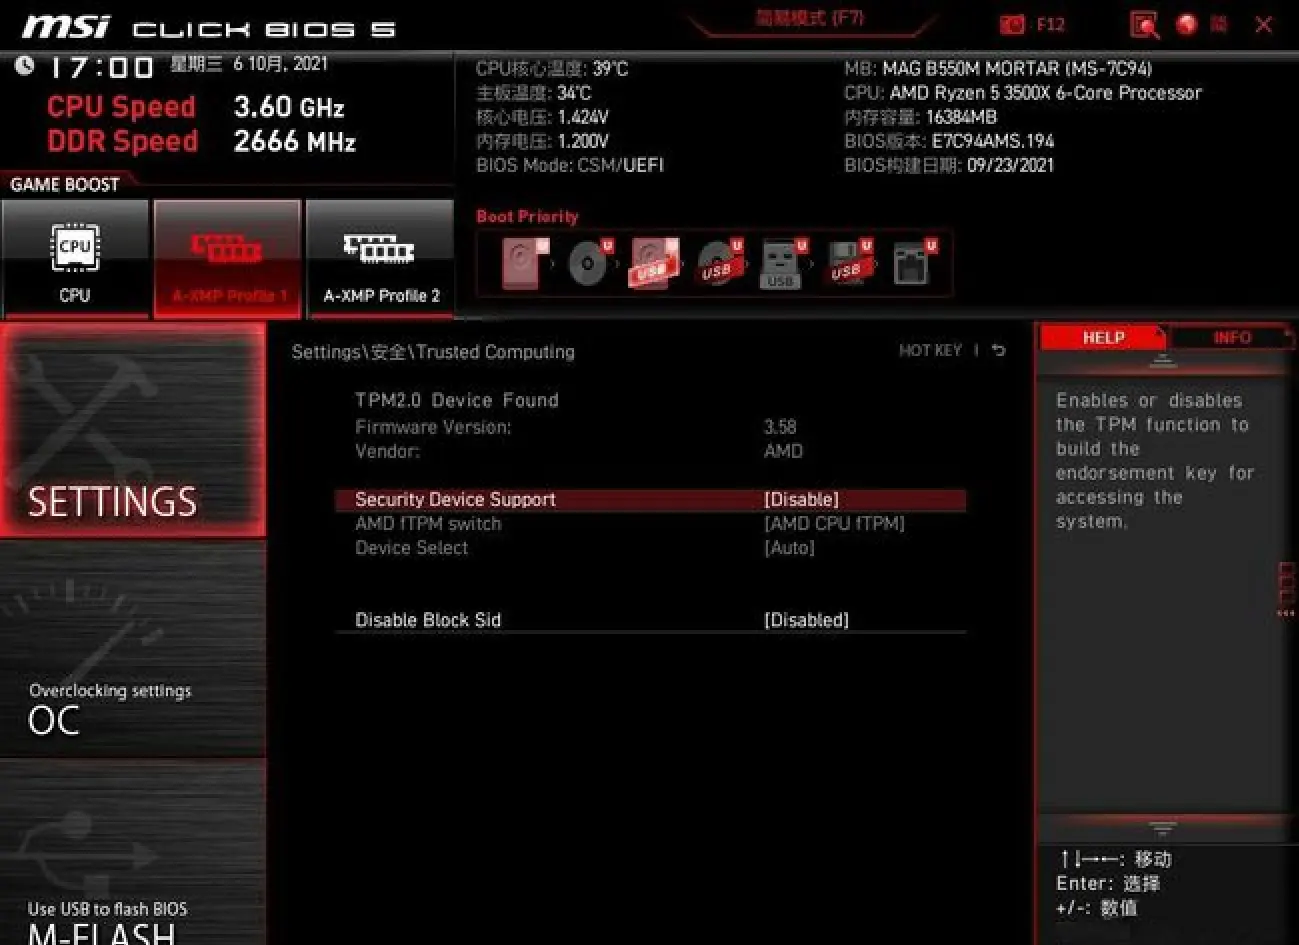 msi CLICK BIOS 5
简易模式 (F7)
F12
简
17:00 星期三 6 10月, 2021
CPU Speed 3.60 GHz
DDR Speed 2666 MHz
CPU核心温度: 39℃
主板温度: 34℃
核心电压: 1.424V
内存电压: 1.200V
BIOS Mode: CSM/UEFI
MB: MAG B550M MORTAR (MS-7C94)
CPU: AMD Ryzen 5 3500X 6-Core Processor
内存容量: 16384MB
BIOS版本: E7C94AMS.194
BIOS构建日期: 09/23/2021
GAME BOOST
CPU
CPU
A-XMP Profile 1
A-XMP Profile 2
Boot Priority
U U U U U U U
USB USB USB USB
SETTINGS
Overclocking settings
OC
Use USB to flash BIOS
M-FLASH
Settings\安全\Trusted Computing
HOT KEY |
TPM2.0 Device Found
Firmware Version: 3.58
Vendor: AMD
Security Device Support [Disable]
AMD fTPM switch [AMD CPU fTPM]
Device Select [Auto]
Disable Block Sid [Disabled]
HELP
INFO
Enables or disables
the TPM function to
build the
endorsement key for
accessing the
system.
↑↓→←: 移动
Enter: 选择
+/-: 数值